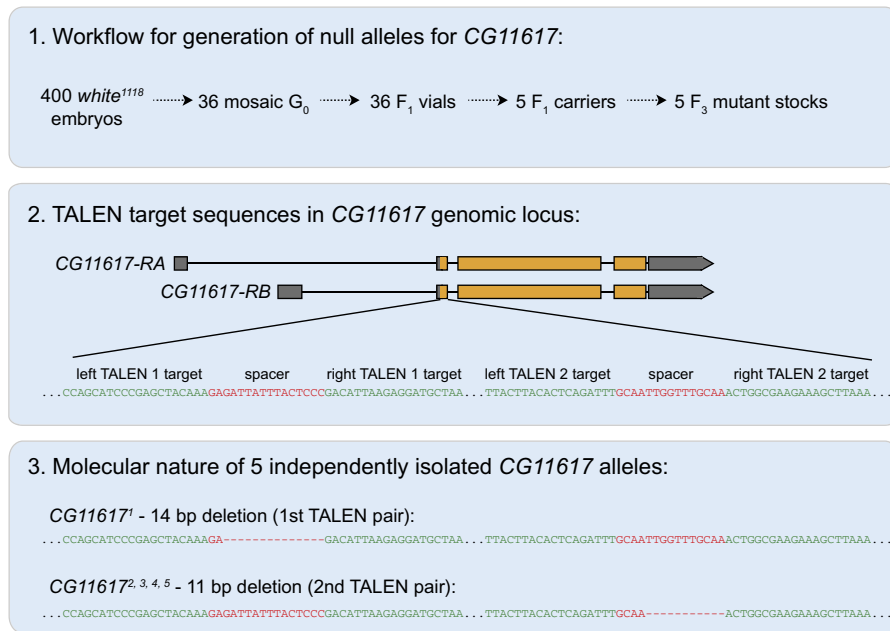 1. Workflow for generation of null alleles for CG11617:
400 white1118 embryos
36 mosaic G0
36 F1 vials
5 F1 carriers
5 F3 mutant stocks
2. TALEN target sequences in CG11617 genomic locus:
CG11617-RA
CG11617-RB
left TALEN 1 target spacer right TALEN 1 target left TALEN 2 target spacer right TALEN 2 target
...CCAGCATCCCGAGCTACAAAGAGATTATTTACTCCCGACATTAAGAGGATGCTAA...TTACTTACACTCAGATTTGCAATTGGTTTGCAAACTGGCGAAGAAAGCTTAAA...
3. Molecular nature of 5 independently isolated CG11617 alleles:
CG116171 - 14 bp deletion (1st TALEN pair):
...CCAGCATCCCGAGCTACAAAGA--------------GACATTAAGAGGATGCTAA...TTACTTACACTCAGATTTGCAATTGGTTTGCAAACTGGCGAAGAAAGCTTAAA...
CG116172, 3, 4, 5 - 11 bp deletion (2nd TALEN pair):
...CCAGCATCCCGAGCTACAAAGAGATTATTTACTCCCGACATTAAGAGGATGCTAA...TTACTTACACTCAGATTTGCAA-----------ACTGGCGAAGAAAGCTTAAA...